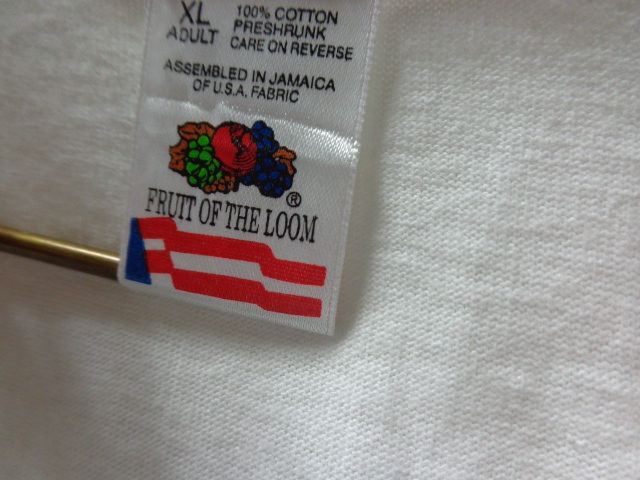 XL
ADULT
100% COTTON
PRESHRUNK
CARE ON REVERSE
ASSEMBLED IN JAMAICA
OF U.S.A. FABRIC
®
FRUIT OF THE LOOM